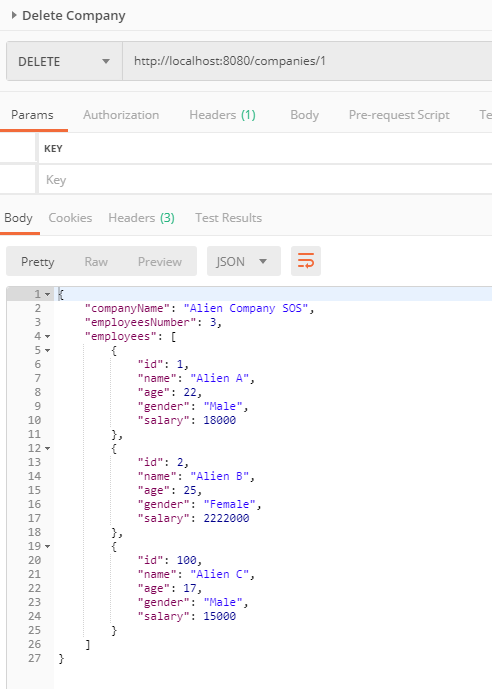 Delete Company
DELETE http://localhost:8080/companies/1
Params Authorization Headers (1) Body Pre-request Script Te
KEY
Key
Body Cookies Headers (3) Test Results
Pretty Raw Preview JSON
1 {
2 "companyName": "Alien Company SOS",
3 "employeesNumber": 3,
4 "employees": [
5 {
6 "id": 1,
7 "name": "Alien A",
8 "age": 22,
9 "gender": "Male",
10 "salary": 18000
11 },
12 {
13 "id": 2,
14 "name": "Alien B",
15 "age": 25,
16 "gender": "Female",
17 "salary": 2222000
18 },
19 {
20 "id": 100,
21 "name": "Alien C",
22 "age": 17,
23 "gender": "Male",
24 "salary": 15000
25 }
26 ]
27 }